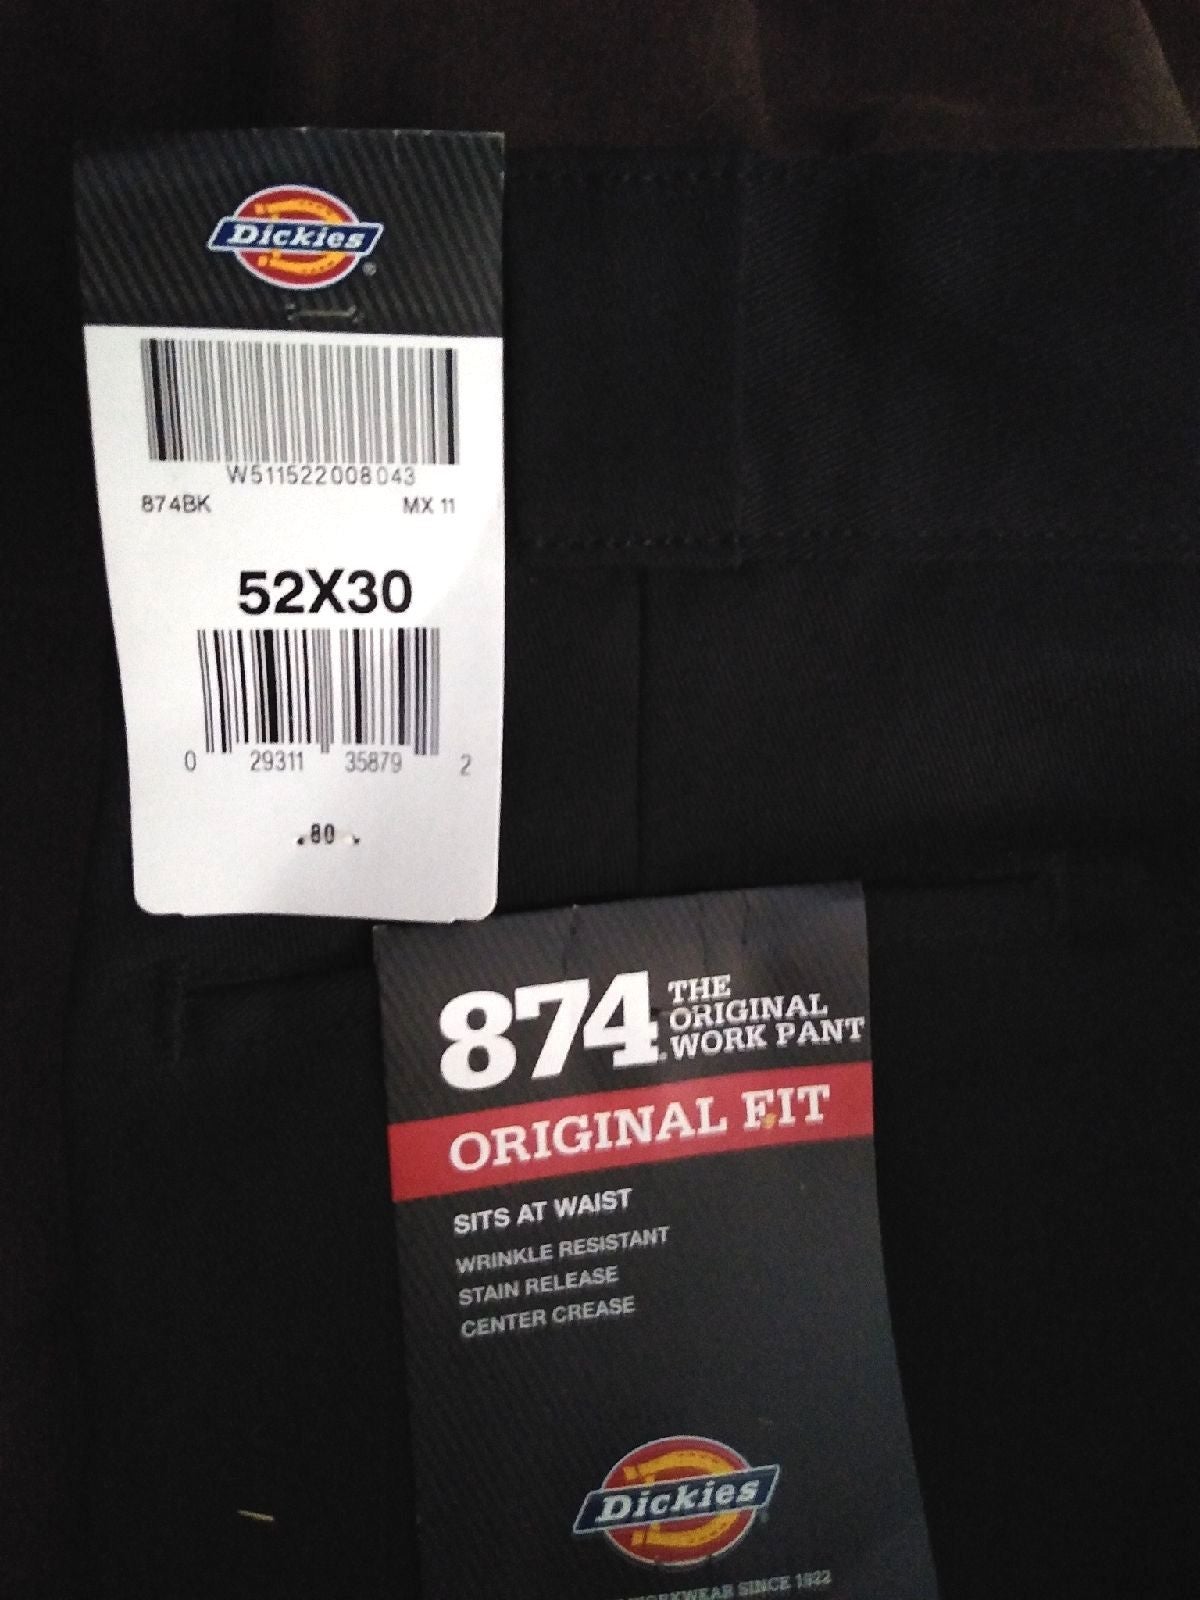 Dickies
W511522008043
874BK MX 11
52X30
0 29311 35879 2
.80
874 THE
ORIGINAL
WORK PANT
ORIGINAL FIT
SITS AT WAIST
WRINKLE RESISTANT
STAIN RELEASE
CENTER CREASE
Dickies
WORKWEAR SINCE 1922